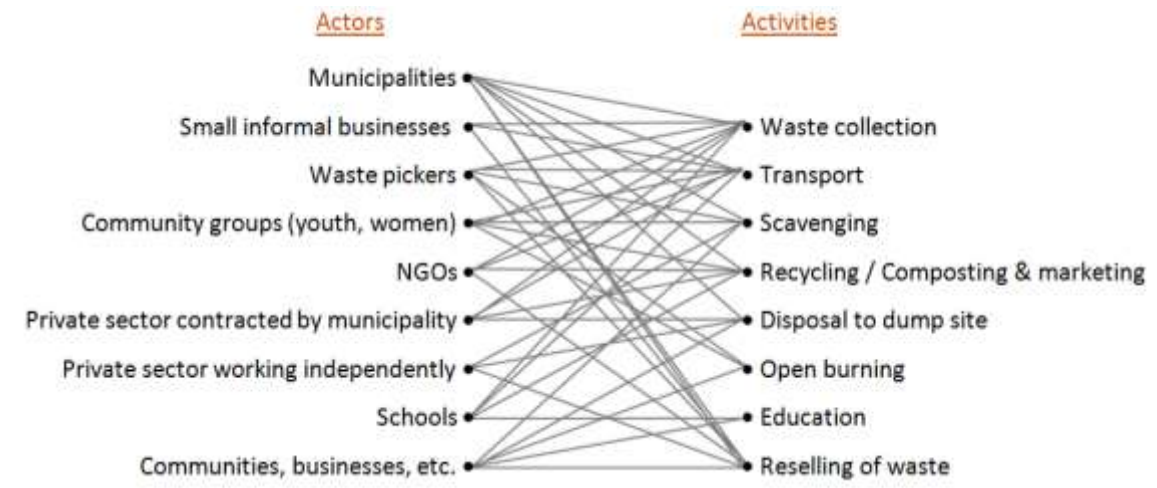 Actors
Activities
Municipalities
Small informal businesses
Waste collection
Waste pickers
Transport
Community groups (youth, women)
Scavenging
NGOs
Recycling / Composting & marketing
Private sector contracted by municipality
Disposal to dump site
Private sector working independently
Open burning
Schools
Education
Communities, businesses, etc.
Reselling of waste